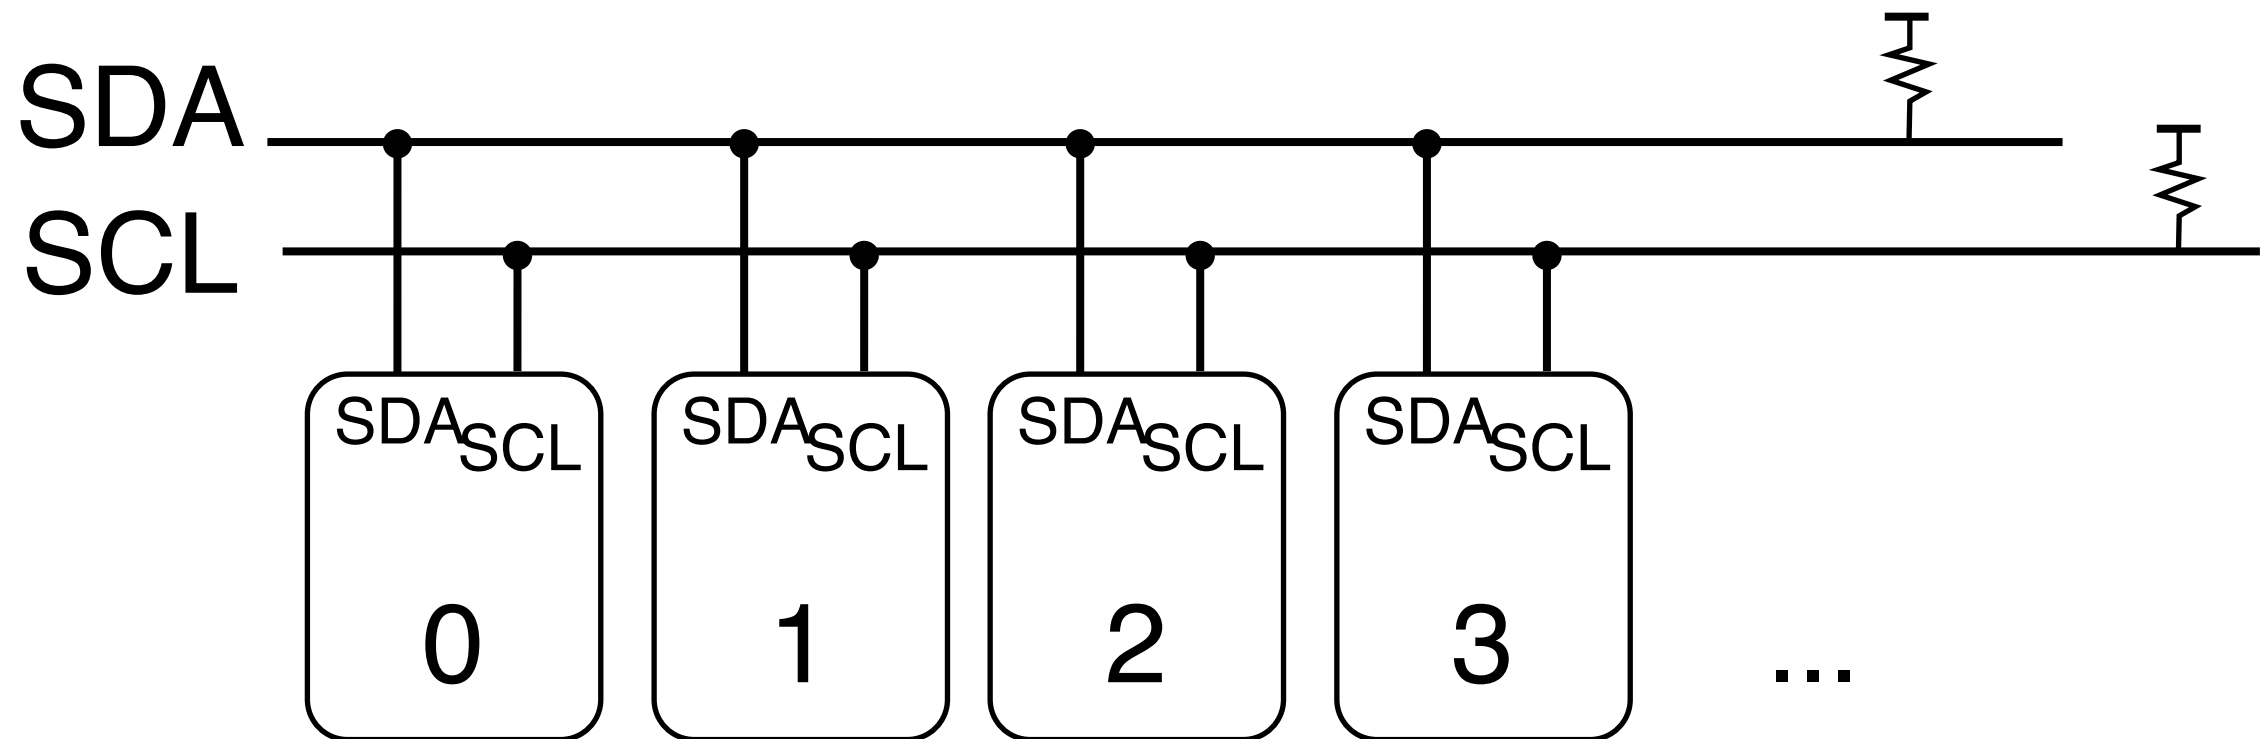 SDA
SCL
SDA SCL SDA SCL SDA SCL SDA SCL
0 1 2 3 ...